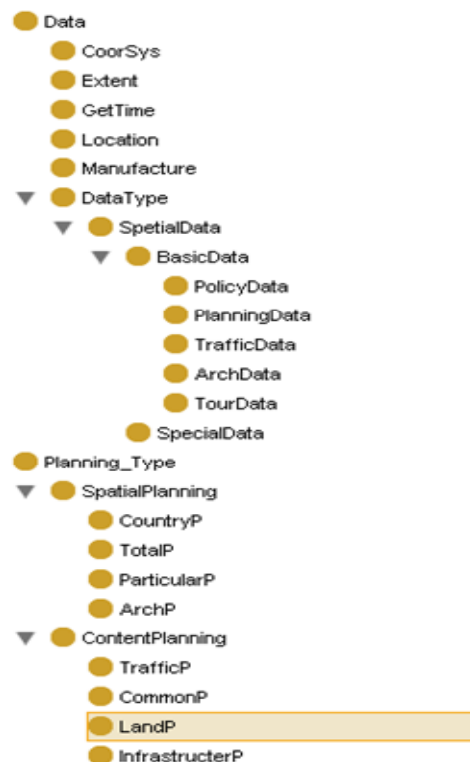 Data
CoorSys
Extent
GetTime
Location
Manufacture
DataType
SpetialData
BasicData
PolicyData
PlanningData
TrafficData
ArchData
TourData
SpecialData
Planning_Type
SpatialPlanning
CountryP
TotalP
ParticularP
ArchP
ContentPlanning
TrafficP
CommonP
LandP
InfrastructerP